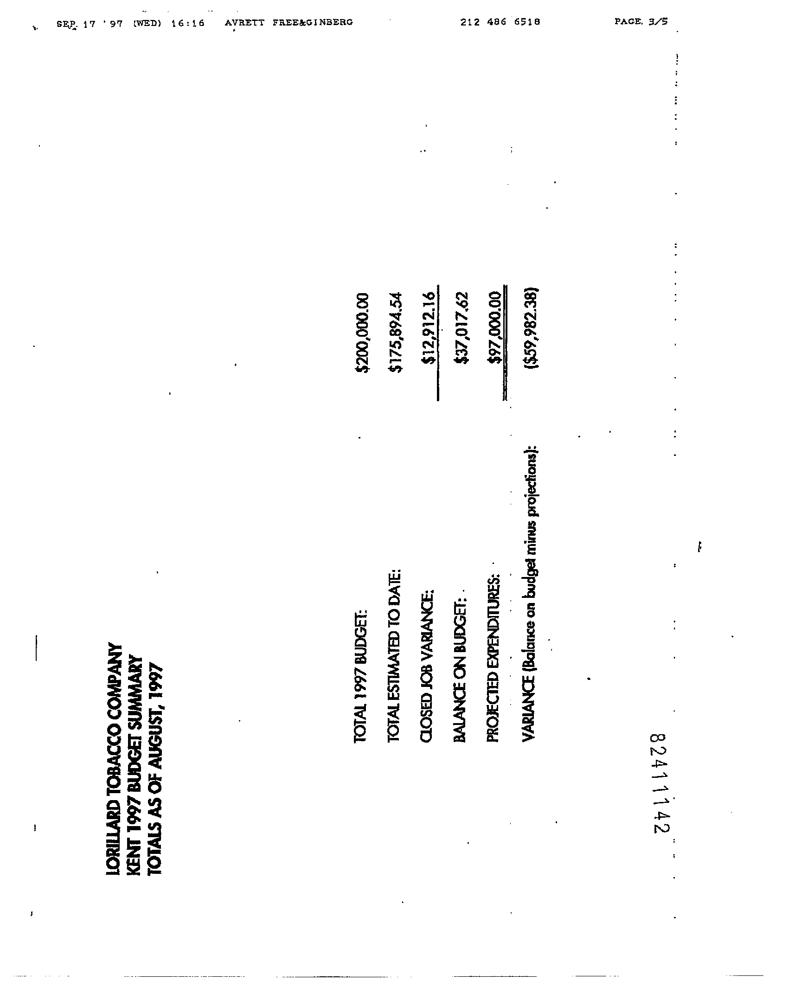 SEP. 17 '97 (WED) 16:16 AVRETT FREE&GINBERG 212 486 6518 PAGE. 3/5
LORILLARD TOBACCO COMPANY
KENT 1997 BUDGET SUMMARY
TOTALS AS OF AUGUST, 1997
TOTAL 1997 BUDGET: $200,000.00
TOTAL ESTIMATED TO DATE: $175,894.54
CLOSED JOB VARIANCE: $12,912.16
BALANCE ON BUDGET: $37,017.62
PROJECTED EXPENDITURES: $97,000.00
VARIANCE (Balance on budget minus projections): ($59,982.38)
82411142